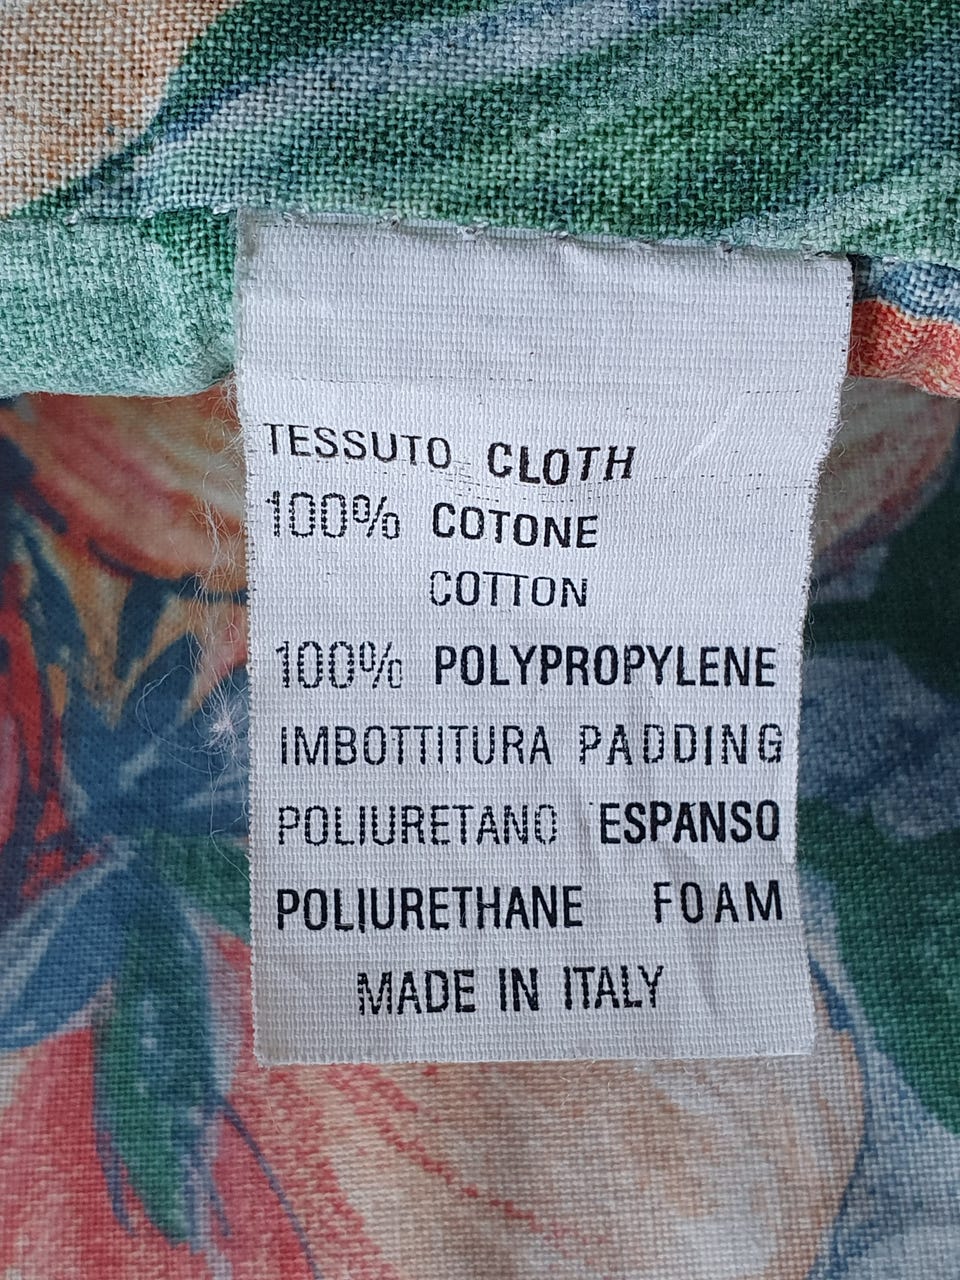 TESSUTO CLOTH
100% COTONE
COTTON
100% POLYPROPYLENE
IMBOTTITURA PADDING
POLIURETANO ESPANSO
POLIURETHANE FOAM
MADE IN ITALY